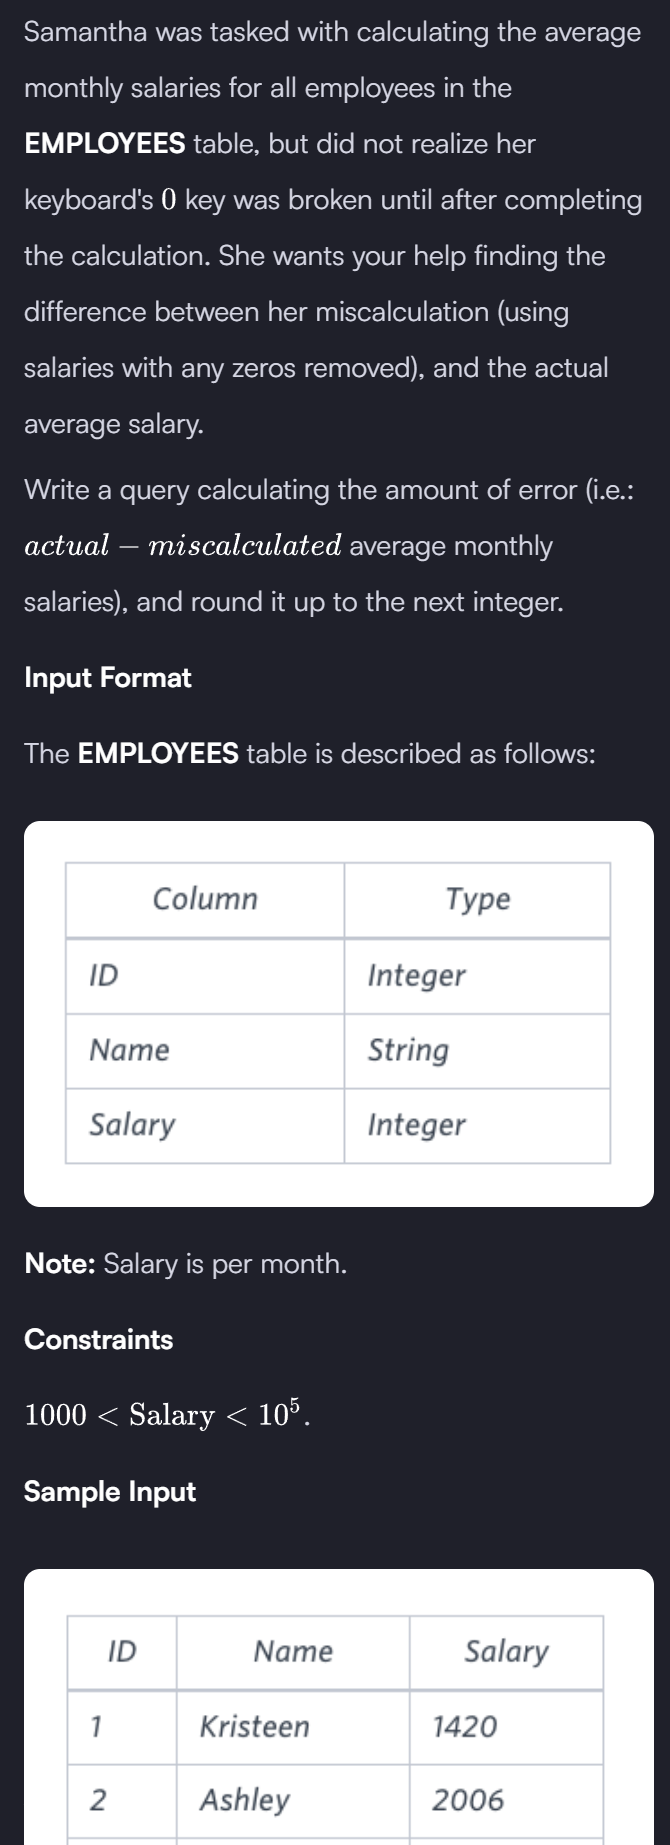 Samantha was tasked with calculating the average
monthly salaries for all employees in the
EMPLOYEES table, but did not realize her
keyboard's 0 key was broken until after completing
the calculation. She wants your help finding the
difference between her miscalculation (using
salaries with any zeros removed), and the actual
average salary.
Write a query calculating the amount of error (i.e.:
actual − miscalculated average monthly
salaries), and round it up to the next integer.
Input Format
The EMPLOYEES table is described as follows:
Column Type
ID Integer
Name String
Salary Integer
Note: Salary is per month.
Constraints
1000 < Salary < 10⁵.
Sample Input
ID Name Salary
1 Kristeen 1420
2 Ashley 2006